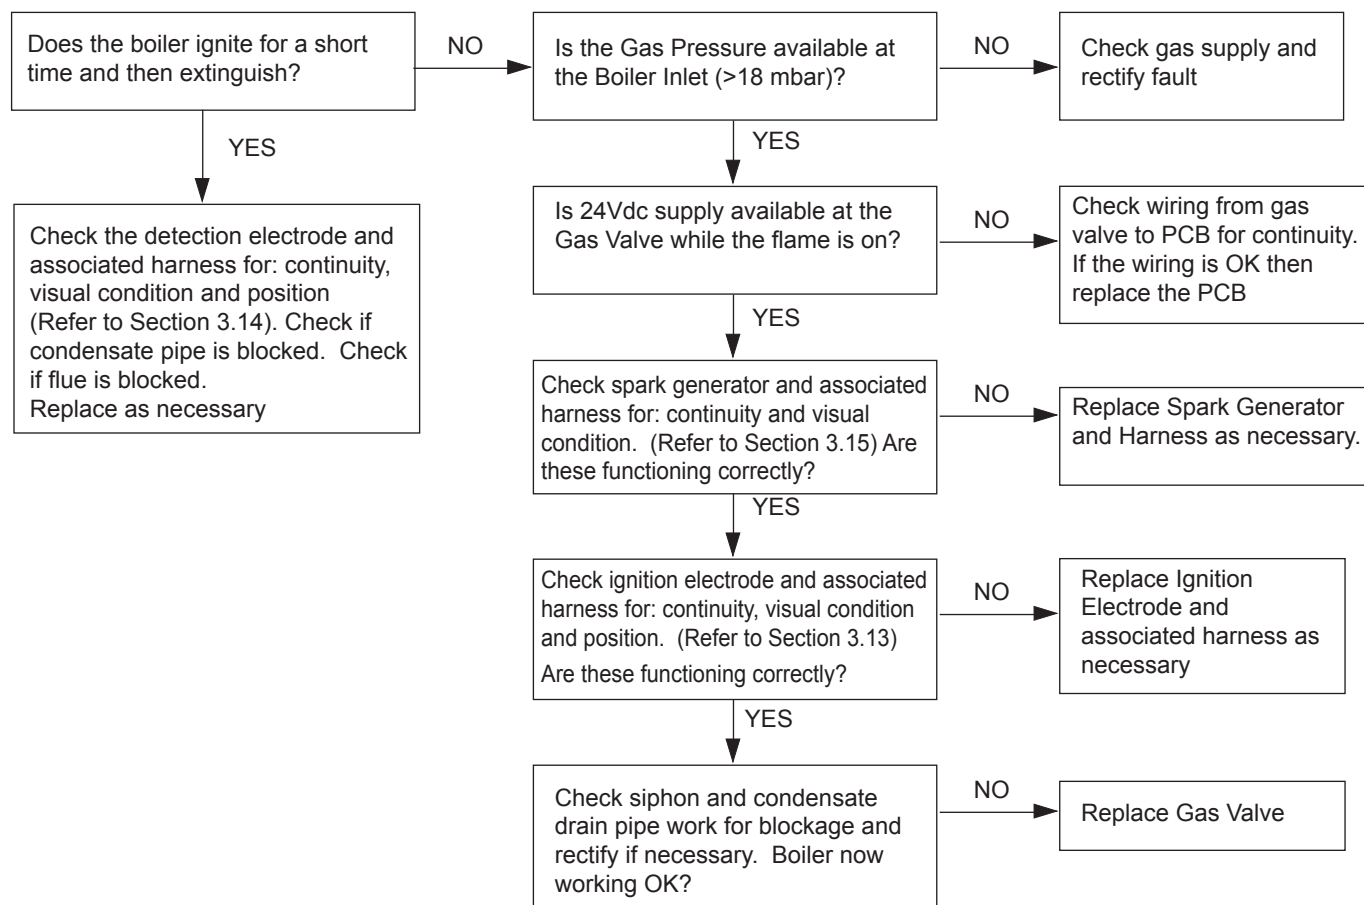 Does the boiler ignite for a short
time and then extinguish?
NO
Is the Gas Pressure available at
the Boiler Inlet (>18 mbar)?
NO
Check gas supply and
rectify fault
YES
YES
Check the detection electrode and
associated harness for: continuity,
visual condition and position
(Refer to Section 3.14). Check if
condensate pipe is blocked.  Check
if flue is blocked.
Replace as necessary
Is 24Vdc supply available at the
Gas Valve while the flame is on?
NO
Check wiring from gas
valve to PCB for continuity.
If the wiring is OK then
replace the PCB
YES
Check spark generator and associated
harness for: continuity and visual
condition.  (Refer to Section 3.15) Are
these functioning correctly?
NO
Replace Spark Generator
and Harness as necessary.
YES
Check ignition electrode and associated
harness for: continuity, visual condition
and position.  (Refer to Section 3.13)
Are these functioning correctly?
NO
Replace Ignition
Electrode and
associated harness as
necessary
YES
Check siphon and condensate
drain pipe work for blockage and
rectify if necessary.  Boiler now
working OK?
NO
Replace Gas Valve